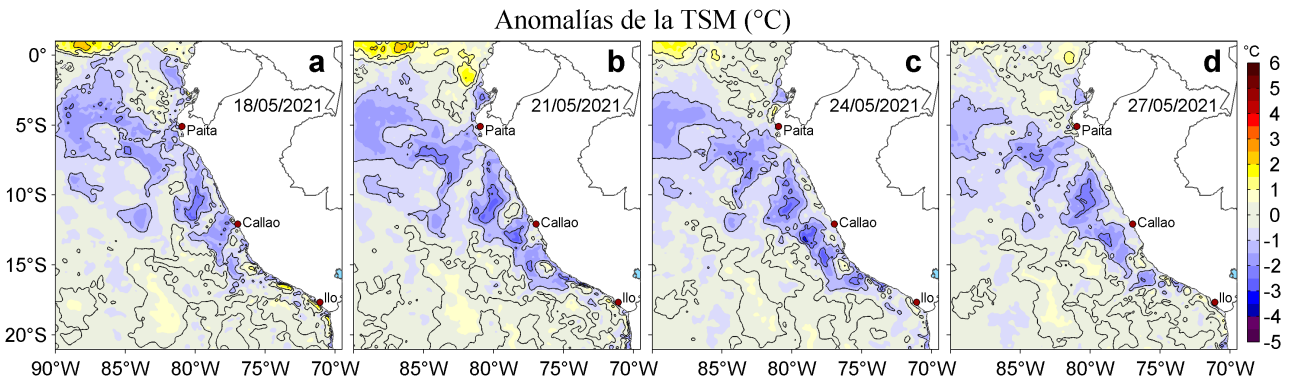 Anomalías de la TSM (°C)
a b c d
18/05/2021 21/05/2021 24/05/2021 27/05/2021
Paita Paita Paita Paita
Callao Callao Callao Callao
Ilo Ilo Ilo Ilo
0°
5°S
10°S
15°S
20°S
90°W 85°W 80°W 75°W 85°W 80°W 75°W 85°W 80°W 75°W 70°W 85°W 80°W 75°W 70°W
°C
6
5
4
3
2
1
0
-1
-2
-3
-4
-5